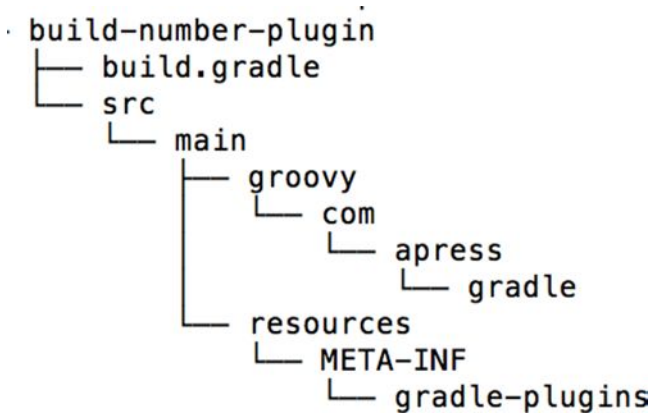 build-number-plugin
├── build.gradle
└── src
    └── main
        ├── groovy
        │   └── com
        │       └── apress
        │           └── gradle
        └── resources
            └── META-INF
                └── gradle-plugins